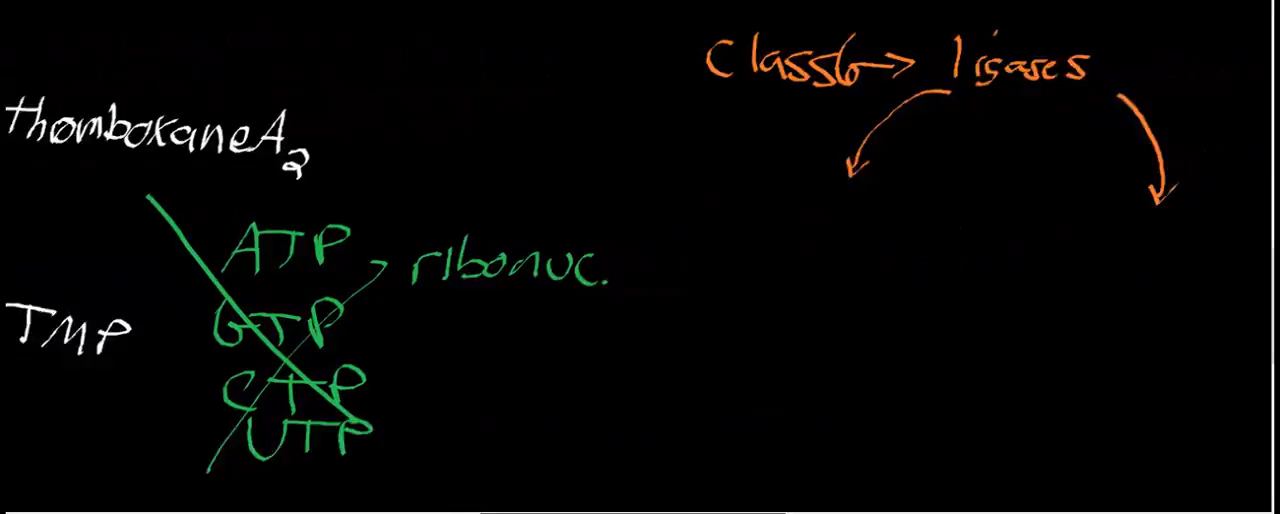 Class6→ ligases
thomboxaneA2
ATP
ribonuc.
GTP
TMP
CTP
UTP